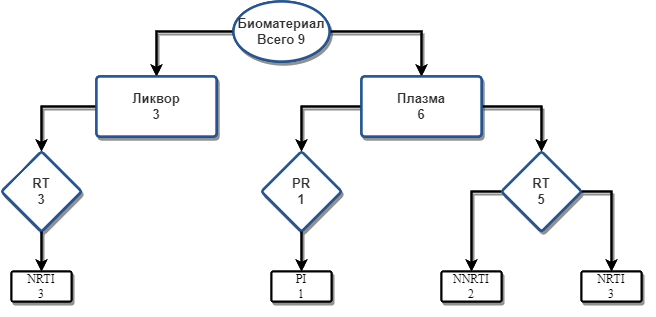 Биоматериал
Всего 9
Ликвор
3
Плазма
6
RT
3
PR
1
RT
5
NRTI
3
PI
1
NNRTI
2
NRTI
3